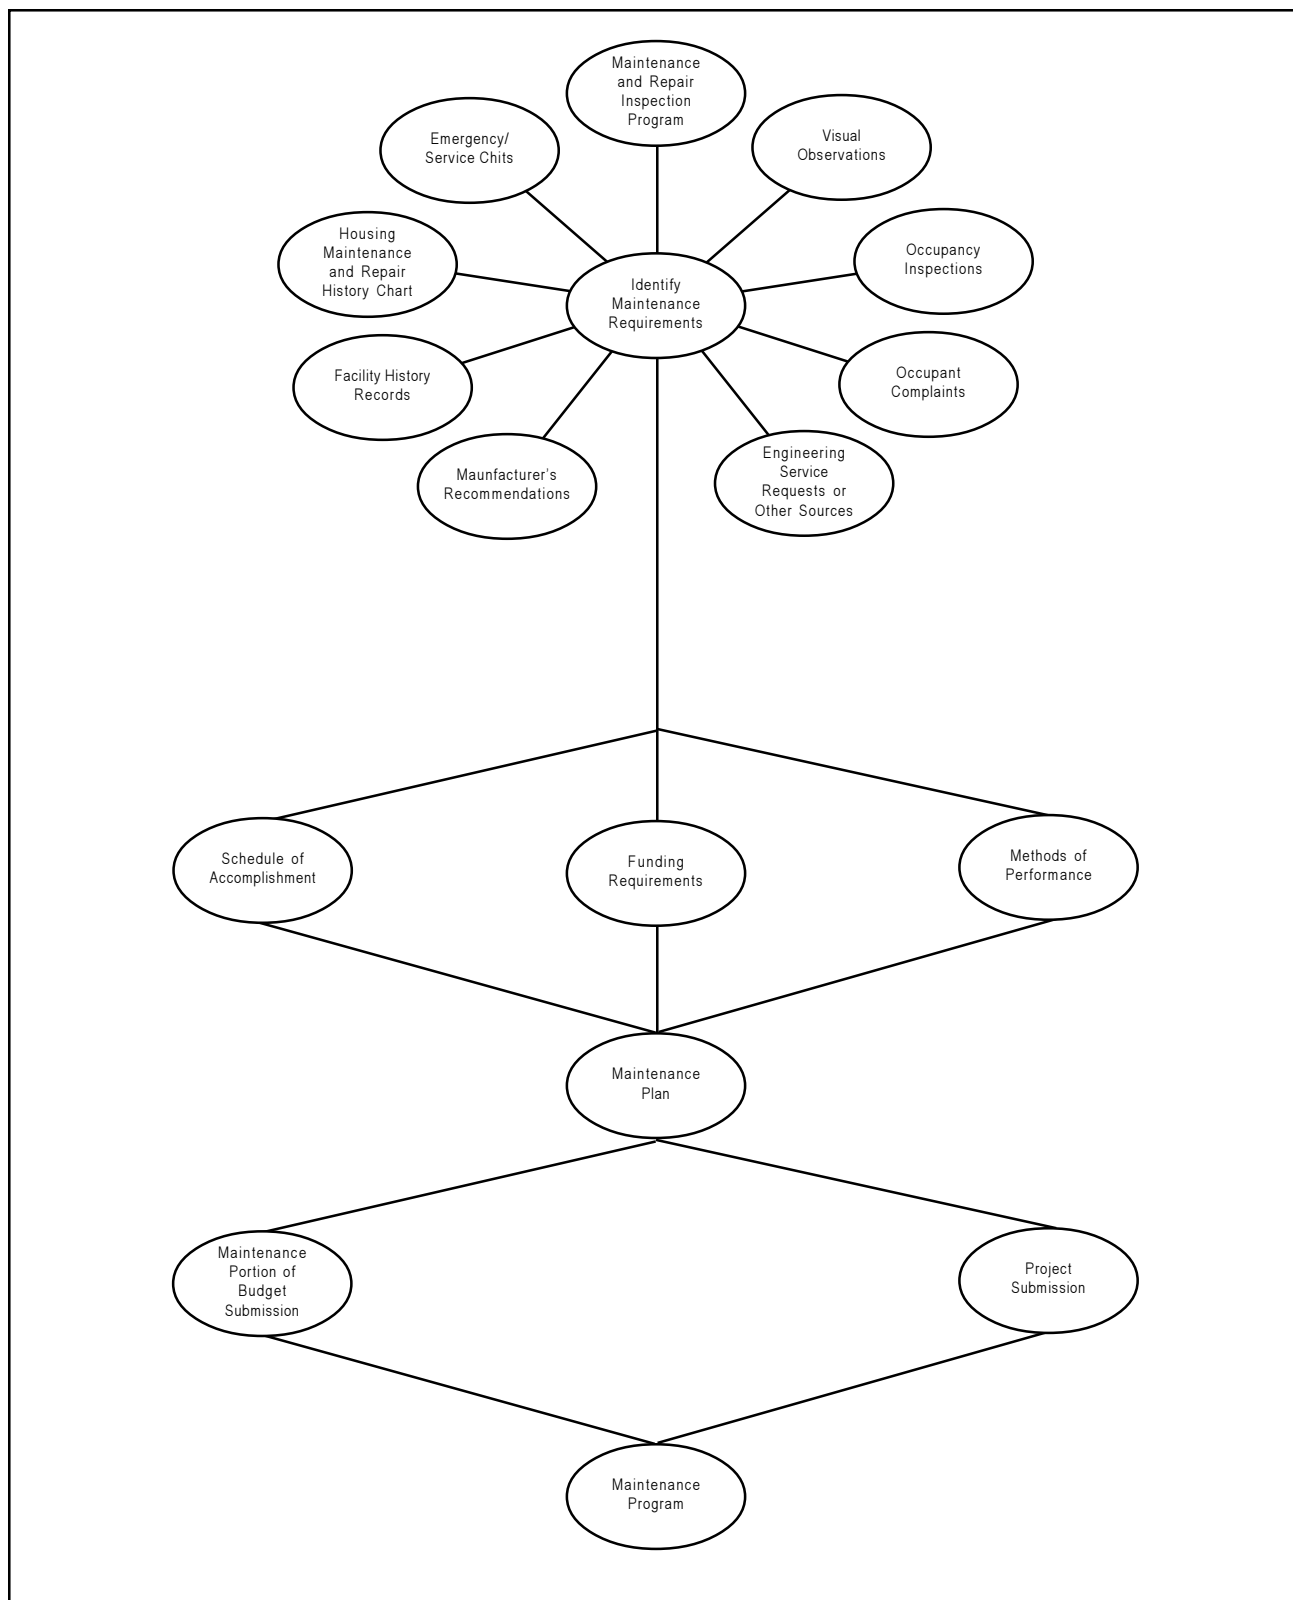 Maintenance
and Repair
Inspection
Program
Emergency/
Service Chits
Visual
Observations
Housing
Maintenance
and Repair
History Chart
Identify
Maintenance
Requirements
Occupancy
Inspections
Facility History
Records
Occupant
Complaints
Maunfacturer's
Recommendations
Engineering
Service
Requests or
Other Sources
Schedule of
Accomplishment
Funding
Requirements
Methods of
Performance
Maintenance
Plan
Maintenance
Portion of
Budget
Submission
Project
Submission
Maintenance
Program